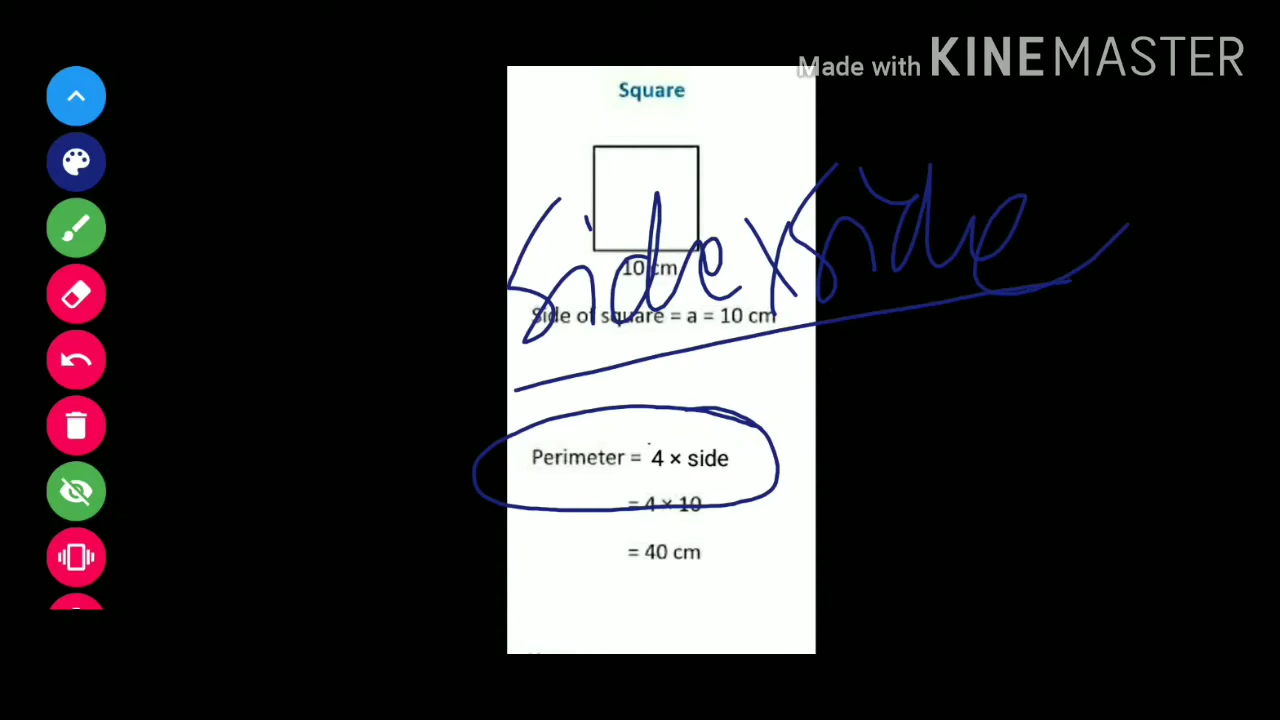 Made with KINEMASTER
Square
side x side
10 cm
Side of square = a = 10 cm
Perimeter = 4 × side
= 4 × 10
= 40 cm